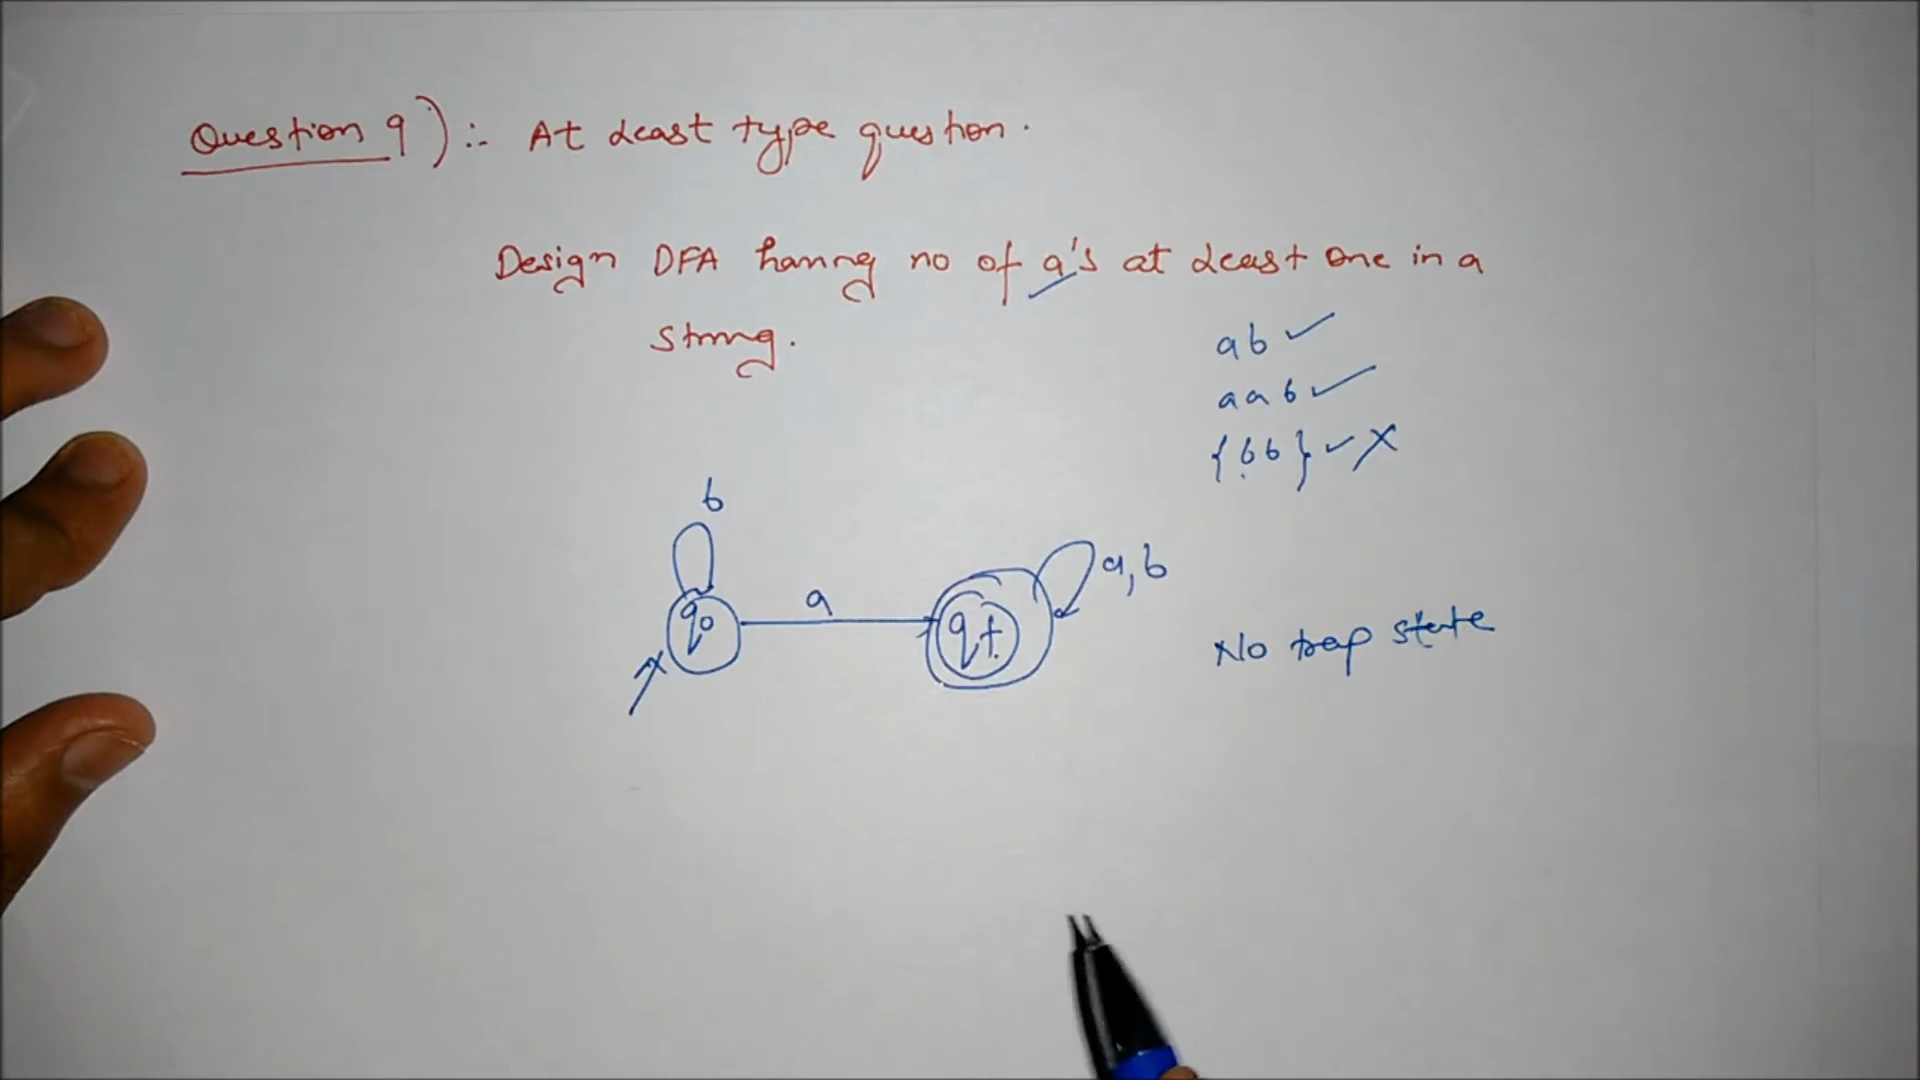 Question 9) :- At Least type question.
Design DFA having no of a's at Least one in a
string.
ab ✓
aab ✓
{bb} ✓ X
b
a
a,b
q0
qf
No trap state